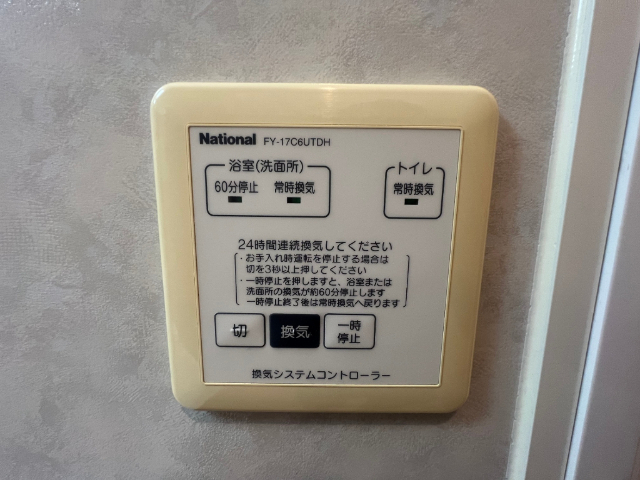 National FY-17C6UTDH
浴室(洗面所)
60分停止 常時換気
トイレ
常時換気
24時間連続換気してください
・お手入れ時運転を停止する場合は
切を3秒以上押してください
・一時停止を押しますと、浴室または
洗面所の換気が約60分停止します
一時停止終了後は常時換気へ戻ります
切 換気 一時
停止
換気システムコントローラー